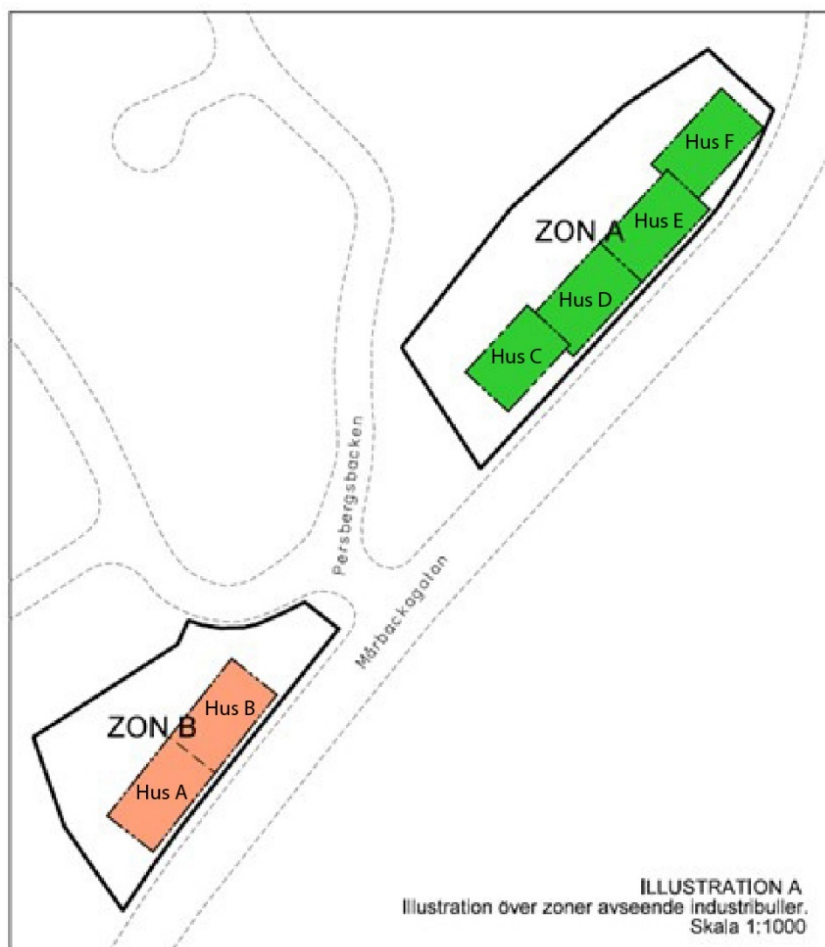 Hus F
Hus E
ZON A
Hus D
Hus C
Persbergsbacken
Mårbackagatan
Hus B
ZON B
Hus A
ILLUSTRATION A
Illustration över zoner avseende industribuller.
Skala 1:1000